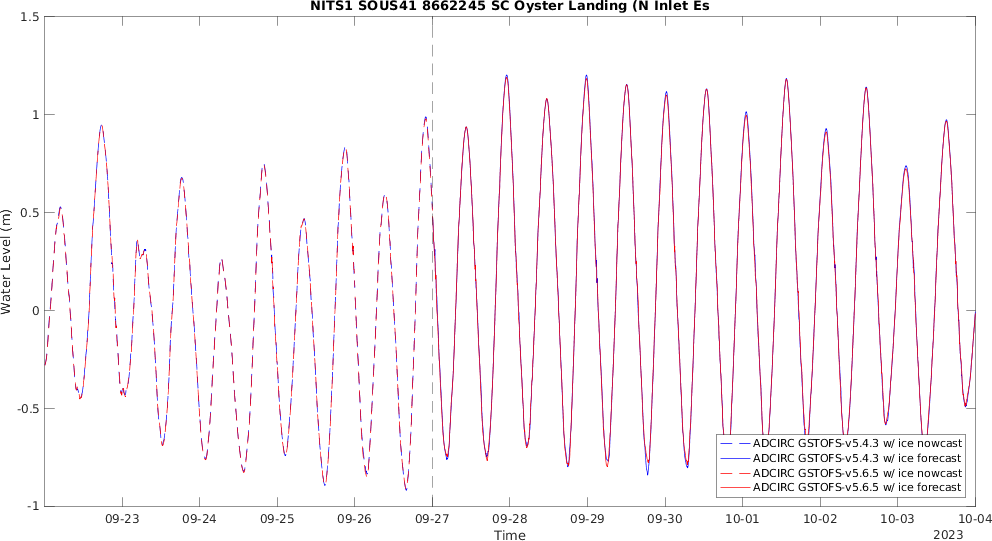 NITS1 SOUS41 8662245 SC Oyster Landing (N Inlet Es
1.5
1
0.5
0
-0.5
-1
Water Level (m)
09-23
09-24
09-25
09-26
09-27
09-28
09-29
09-30
10-01
10-02
10-03
10-04
Time
2023
ADCIRC GSTOFS-v5.4.3 w/ ice nowcast
ADCIRC GSTOFS-v5.4.3 w/ ice forecast
ADCIRC GSTOFS-v5.6.5 w/ ice nowcast
ADCIRC GSTOFS-v5.6.5 w/ ice forecast